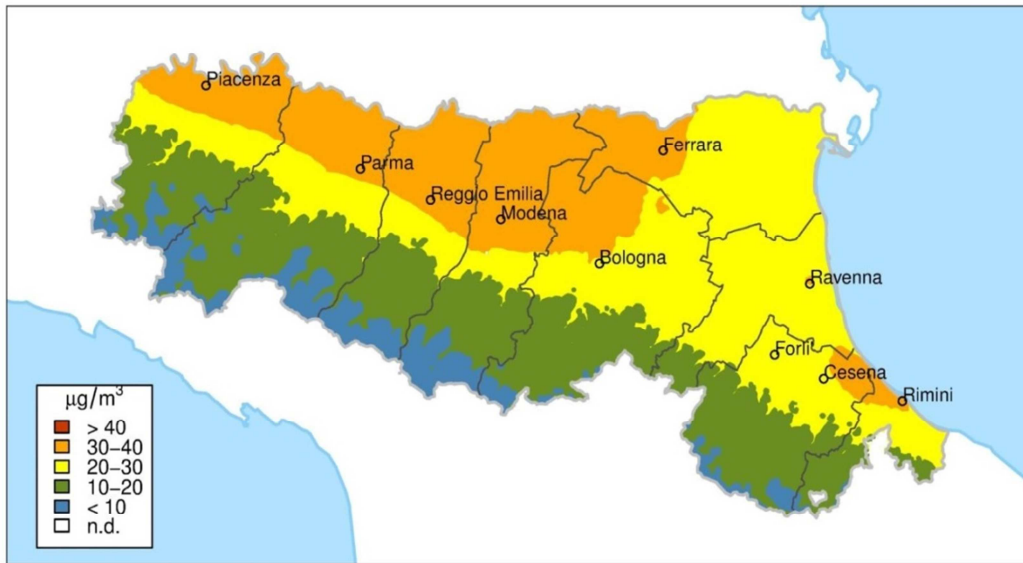 Piacenza
Ferrara
Parma
Reggio Emilia
Modena
Bologna
Ravenna
Forlì
Cesena
Rimini
µg/m³
> 40
30–40
20–30
10–20
< 10
n.d.